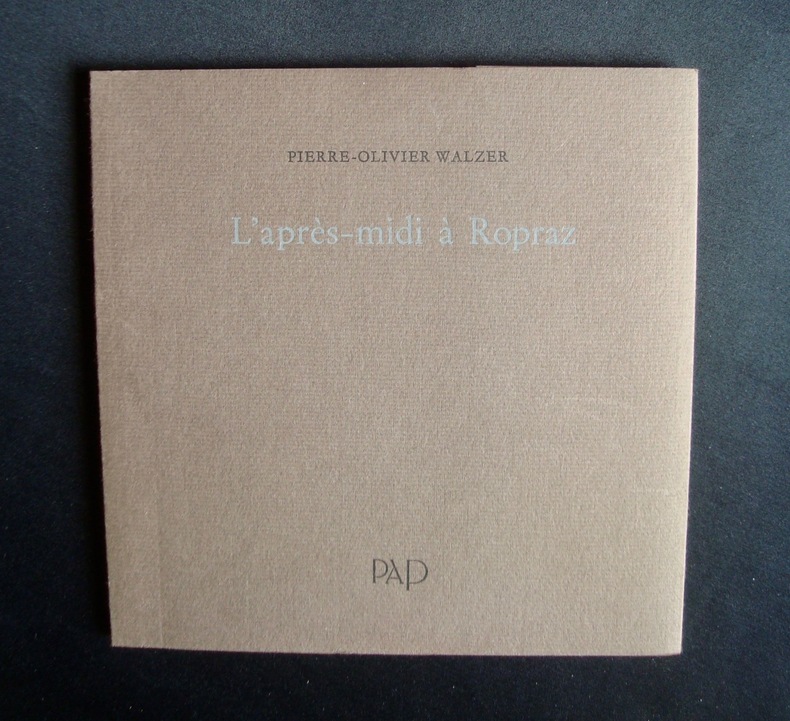 PIERRE-OLIVIER WALZER
L'après-midi à Ropraz
PAP